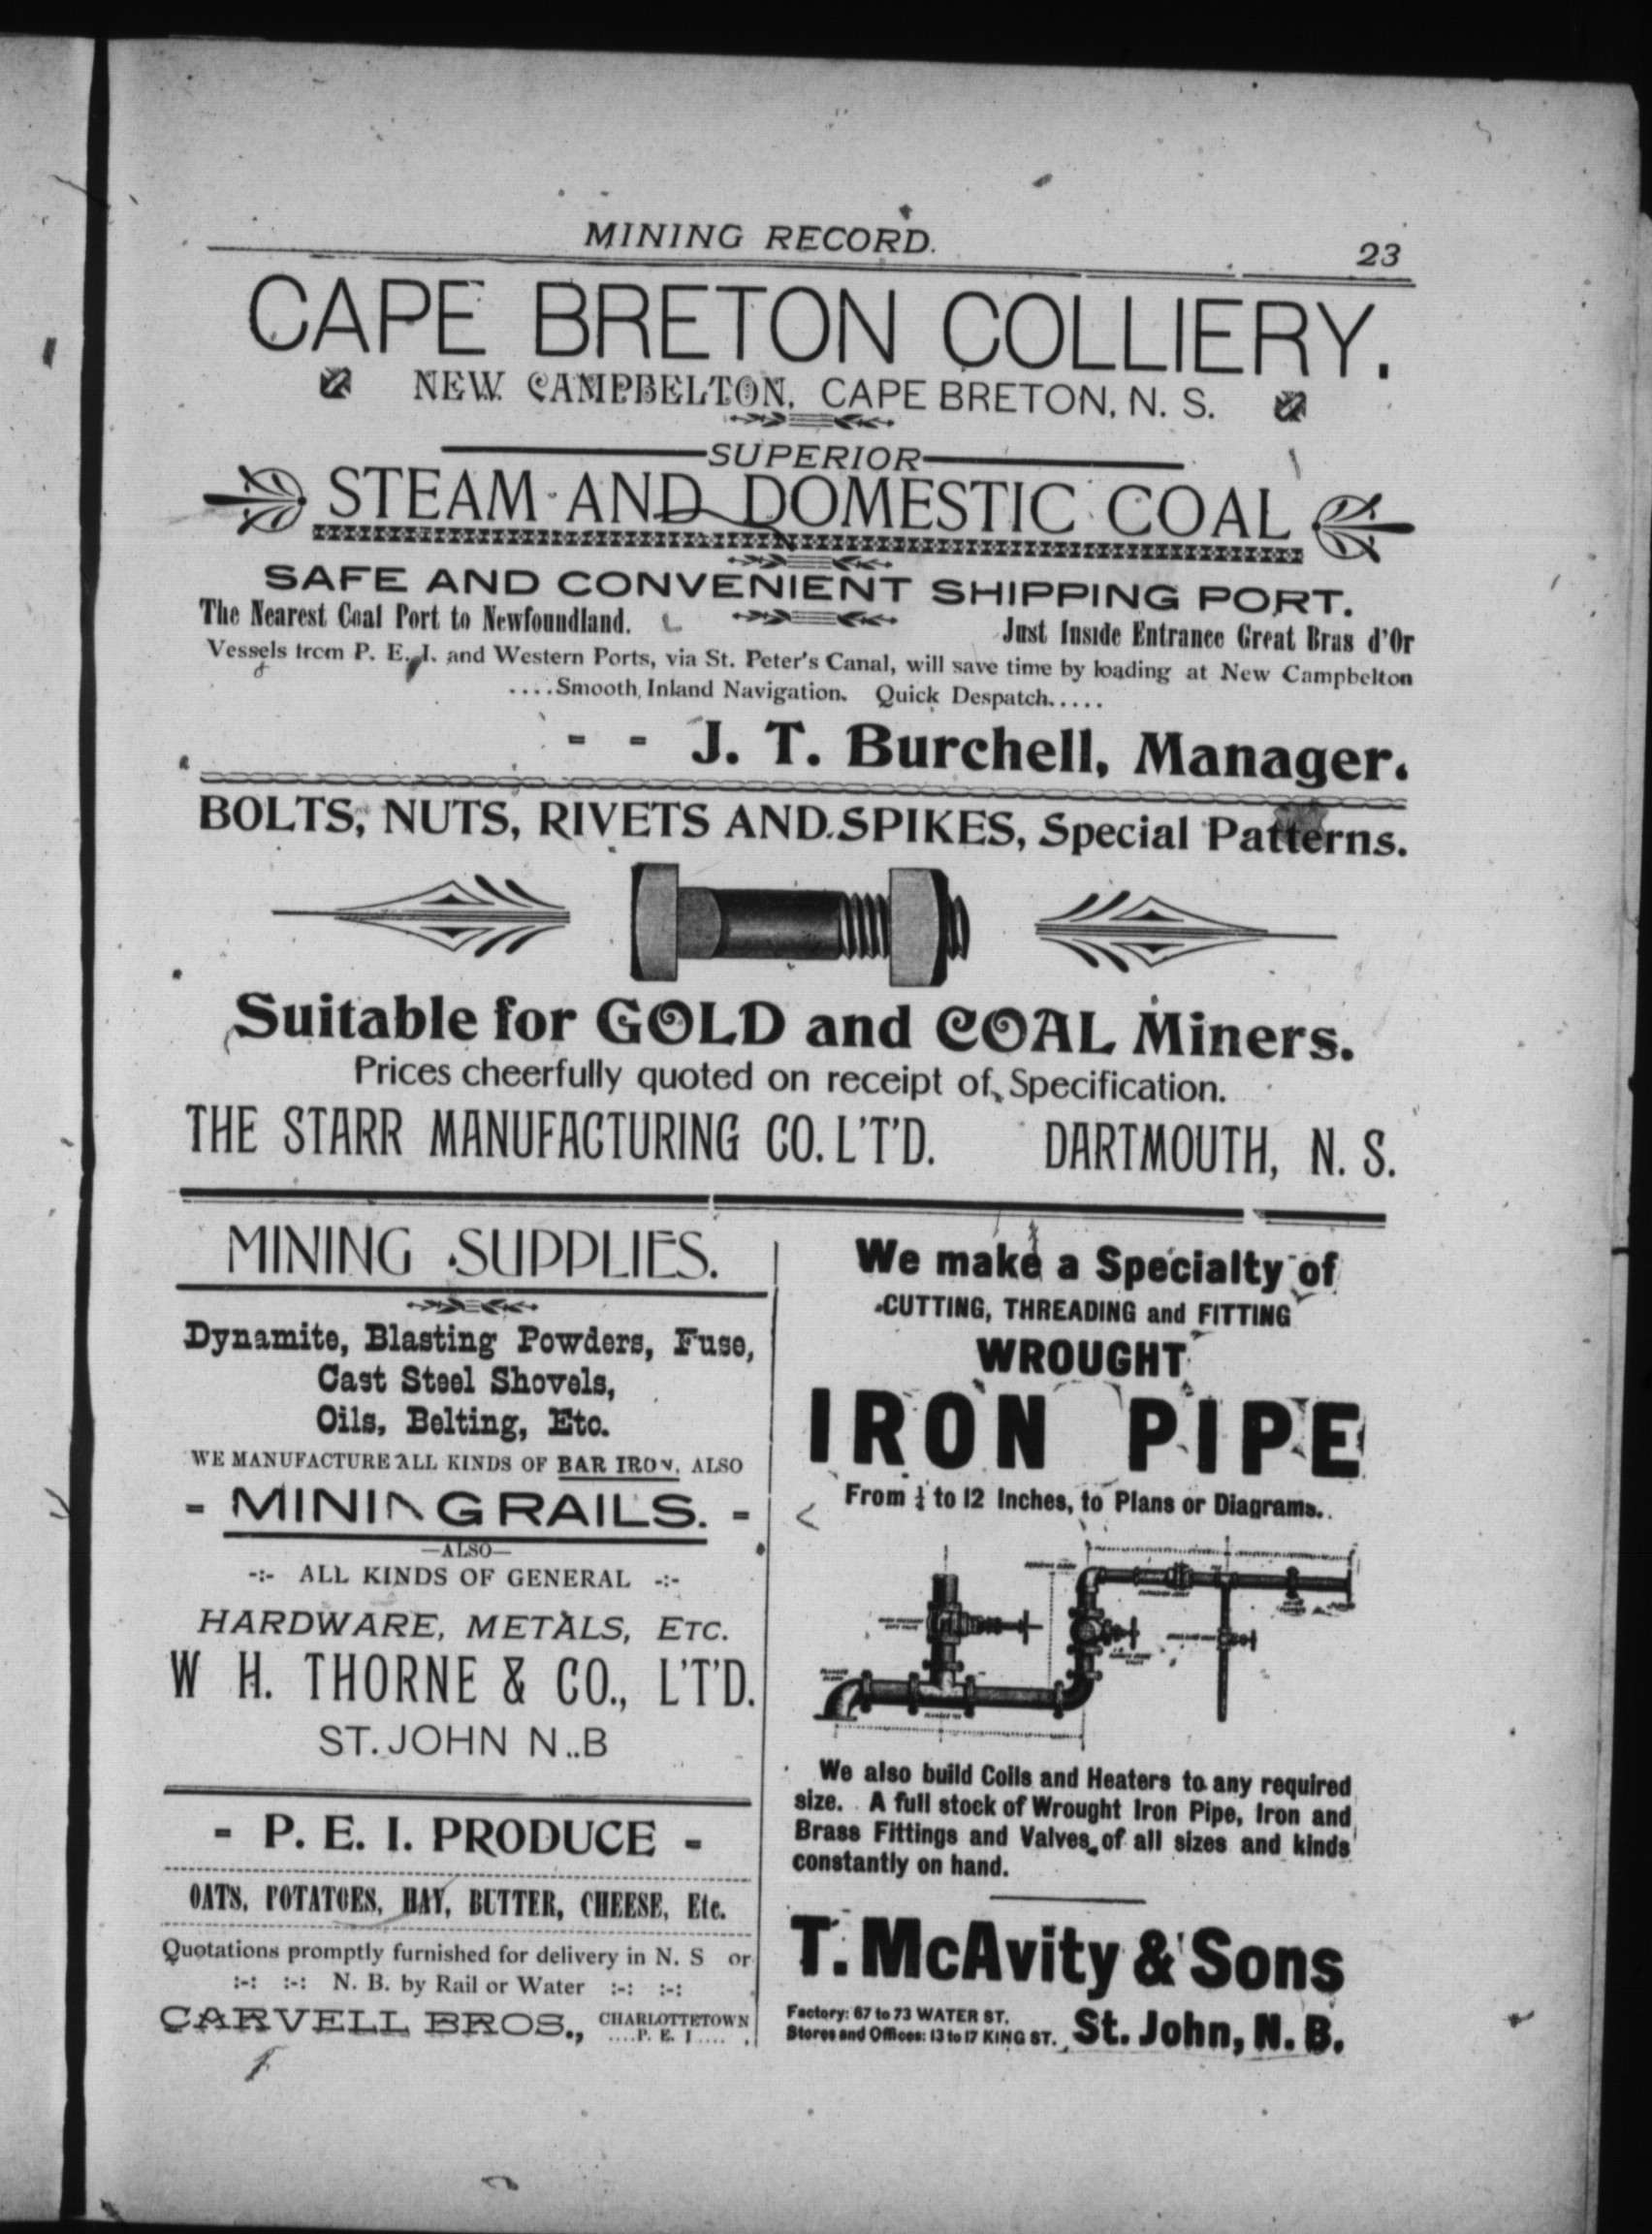 MINING RECORD.
23
CAPE BRETON COLLIERY.
NEW CAMPBELTON, CAPE BRETON, N. S.
SUPERIOR
STEAM AND DOMESTIC COAL
SAFE AND CONVENIENT SHIPPING PORT.
The Nearest Coal Port to Newfoundland.
Just Inside Entrance Great Bras d'Or
Vessels from P. E. I. and Western Ports, via St. Peter's Canal, will save time by loading at New Campbelton
....Smooth Inland Navigation. Quick Despatch.....
- - J. T. Burchell, Manager.
BOLTS, NUTS, RIVETS AND SPIKES, Special Patterns.
Suitable for GOLD and COAL Miners.
Prices cheerfully quoted on receipt of Specification.
THE STARR MANUFACTURING CO. L'T'D. DARTMOUTH, N. S.
MINING SUPPLIES.
Dynamite, Blasting Powders, Fuse,
Cast Steel Shovels,
Oils, Belting, Etc.
WE MANUFACTURE ALL KINDS OF BAR IRON, ALSO
- MINING RAILS. -
—ALSO—
-:- ALL KINDS OF GENERAL -:-
HARDWARE, METALS, ETC.
W H. THORNE & CO., L'T'D.
ST. JOHN N..B
- P. E. I. PRODUCE -
OATS, POTATOES, HAY, BUTTER, CHEESE, Etc.
Quotations promptly furnished for delivery in N. S or
:-: :-: N. B. by Rail or Water :-: :-:
CARVELL BROS., CHARLOTTETOWN
....P. E. I.....
We make a Specialty of
CUTTING, THREADING and FITTING
WROUGHT
IRON PIPE
From ¼ to 12 Inches, to Plans or Diagrams.
We also build Coils and Heaters to any required
size. A full stock of Wrought Iron Pipe, Iron and
Brass Fittings and Valves of all sizes and kinds
constantly on hand.
T. McAvity & Sons
Factory: 67 to 73 WATER ST.
Stores and Offices: 13 to 17 KING ST. St. John, N. B.